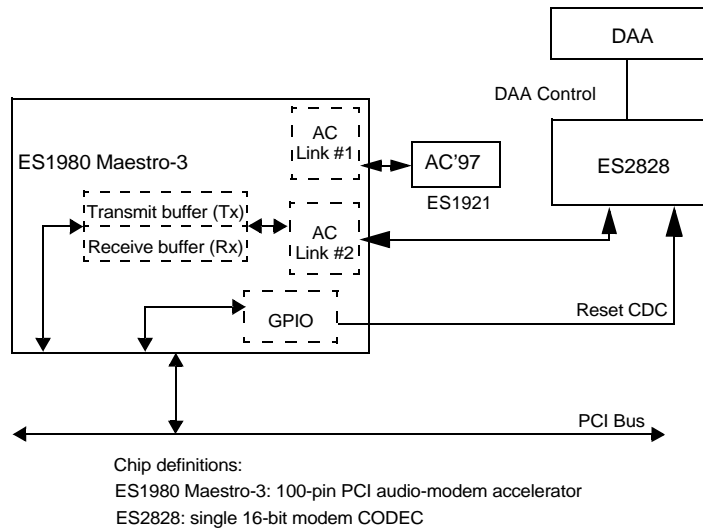 DAA
DAA Control
AC
Link #1
ES1980 Maestro-3
AC'97
ES2828
ES1921
Transmit buffer (Tx)
Receive buffer (Rx)
AC
Link #2
GPIO
Reset CDC
PCI Bus
Chip definitions:
ES1980 Maestro-3: 100-pin PCI audio-modem accelerator
ES2828: single 16-bit modem CODEC